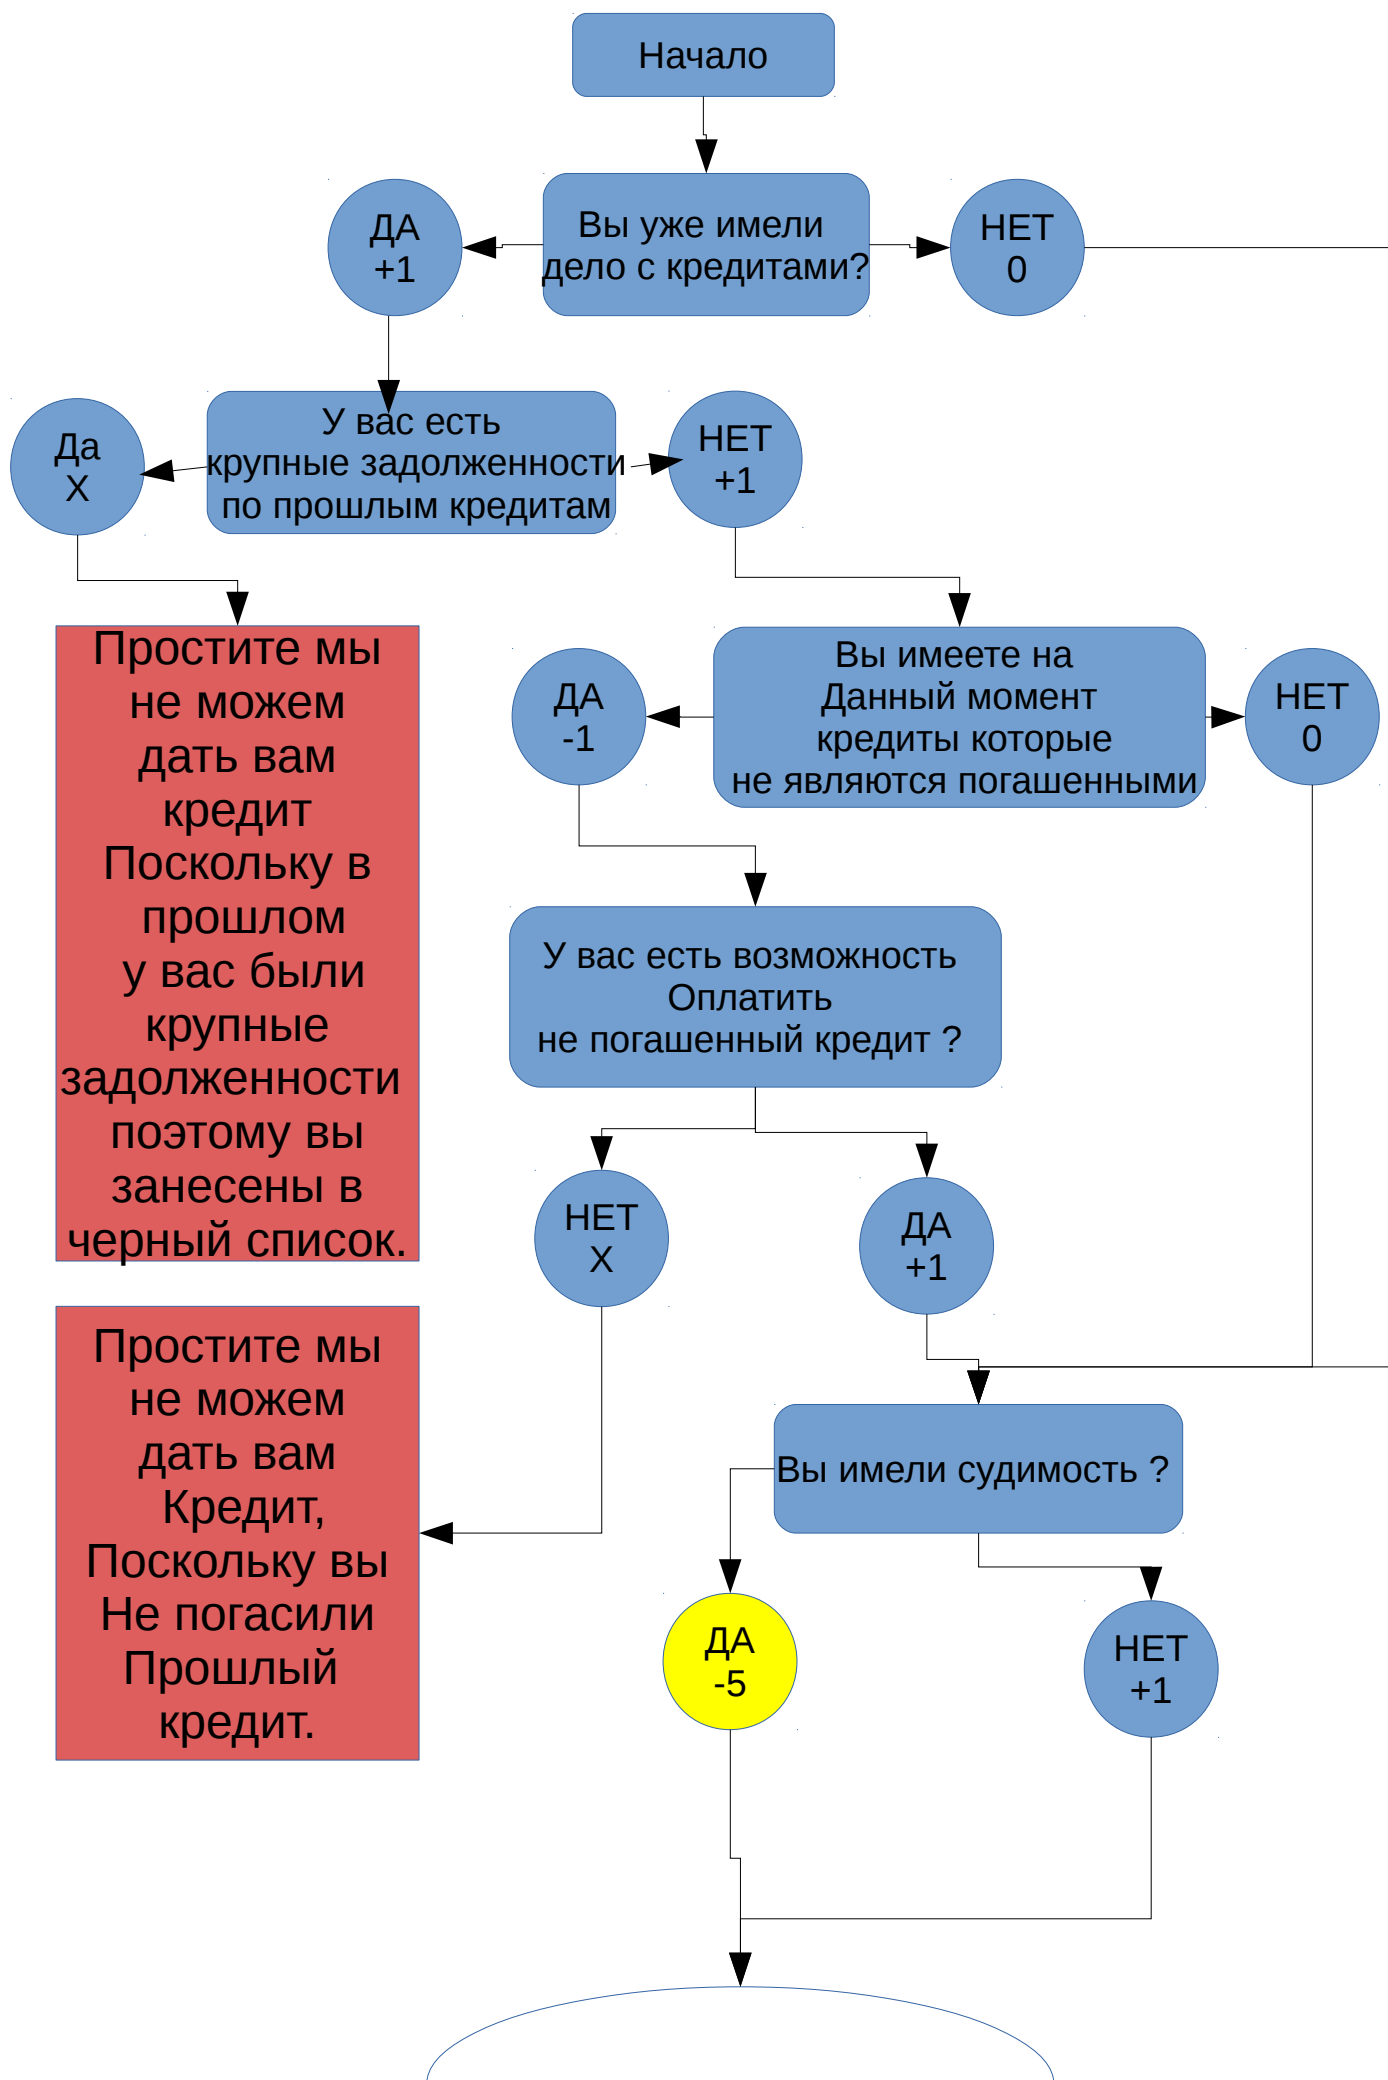 Начало
ДА
+1
Вы уже имели
дело с кредитами?
НЕТ
0
Да
Х
У вас есть
крупные задолженности
по прошлым кредитам
НЕТ
+1
Простите мы
не можем
дать вам
кредит
Поскольку в
прошлом
у вас были
крупные
задолженности
поэтому вы
занесены в
черный список.
ДА
-1
Вы имеете на
Данный момент
кредиты которые
не являются погашенными
НЕТ
0
У вас есть возможность
Оплатить
не погашенный кредит ?
НЕТ
Х
ДА
+1
Простите мы
не можем
дать вам
Кредит,
Поскольку вы
Не погасили
Прошлый
кредит.
Вы имели судимость ?
ДА
-5
НЕТ
+1